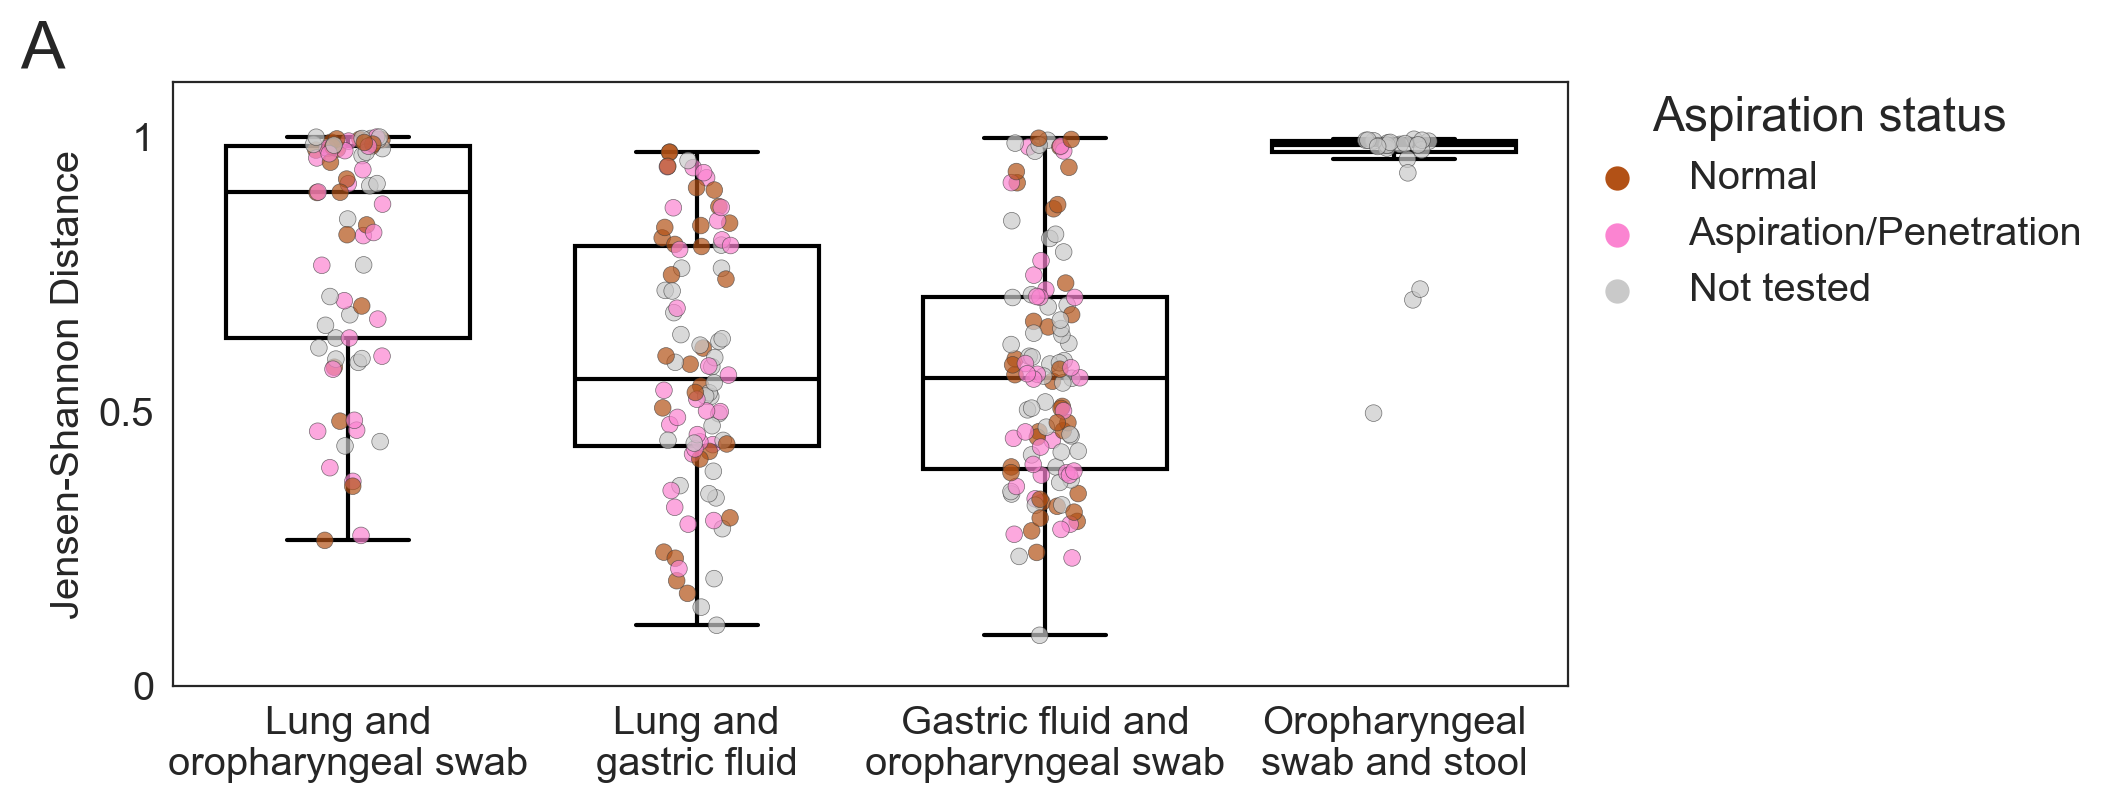 A
Jensen-Shannon Distance
1
0.5
0
Lung and
oropharyngeal swab
Lung and
gastric fluid
Gastric fluid and
oropharyngeal swab
Oropharyngeal
swab and stool
Aspiration status
Normal
Aspiration/Penetration
Not tested